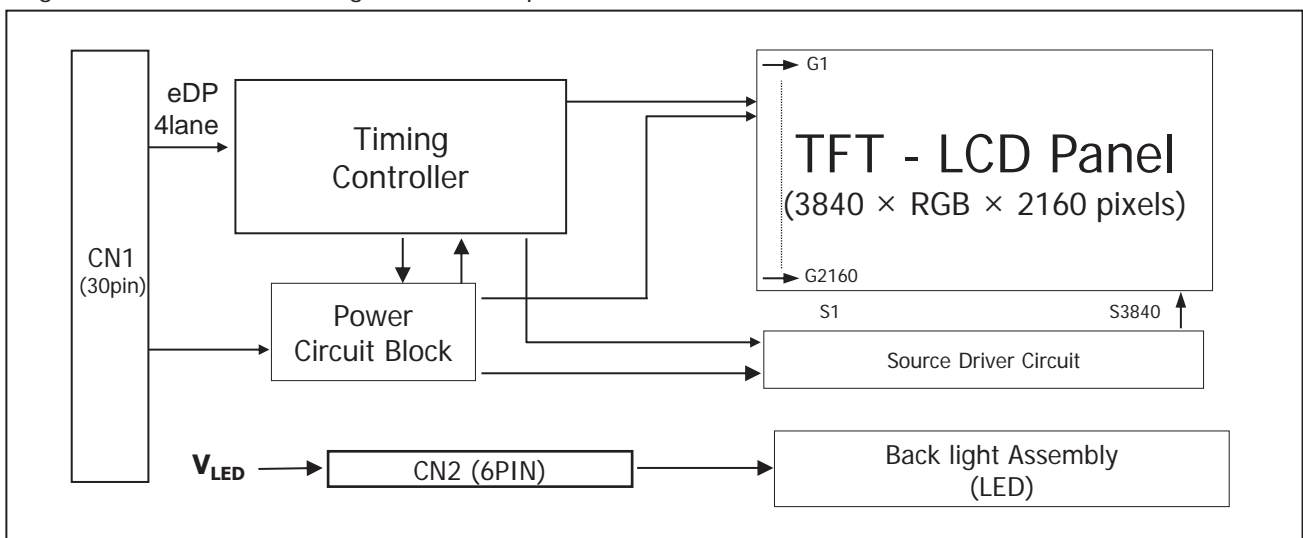 eDP
4lane
Timing
Controller
G1
TFT - LCD Panel
(3840 × RGB × 2160 pixels)
G2160
CN1
(30pin)
Power
Circuit Block
S1
S3840
Source Driver Circuit
VLED
CN2 (6PIN)
Back light Assembly
(LED)